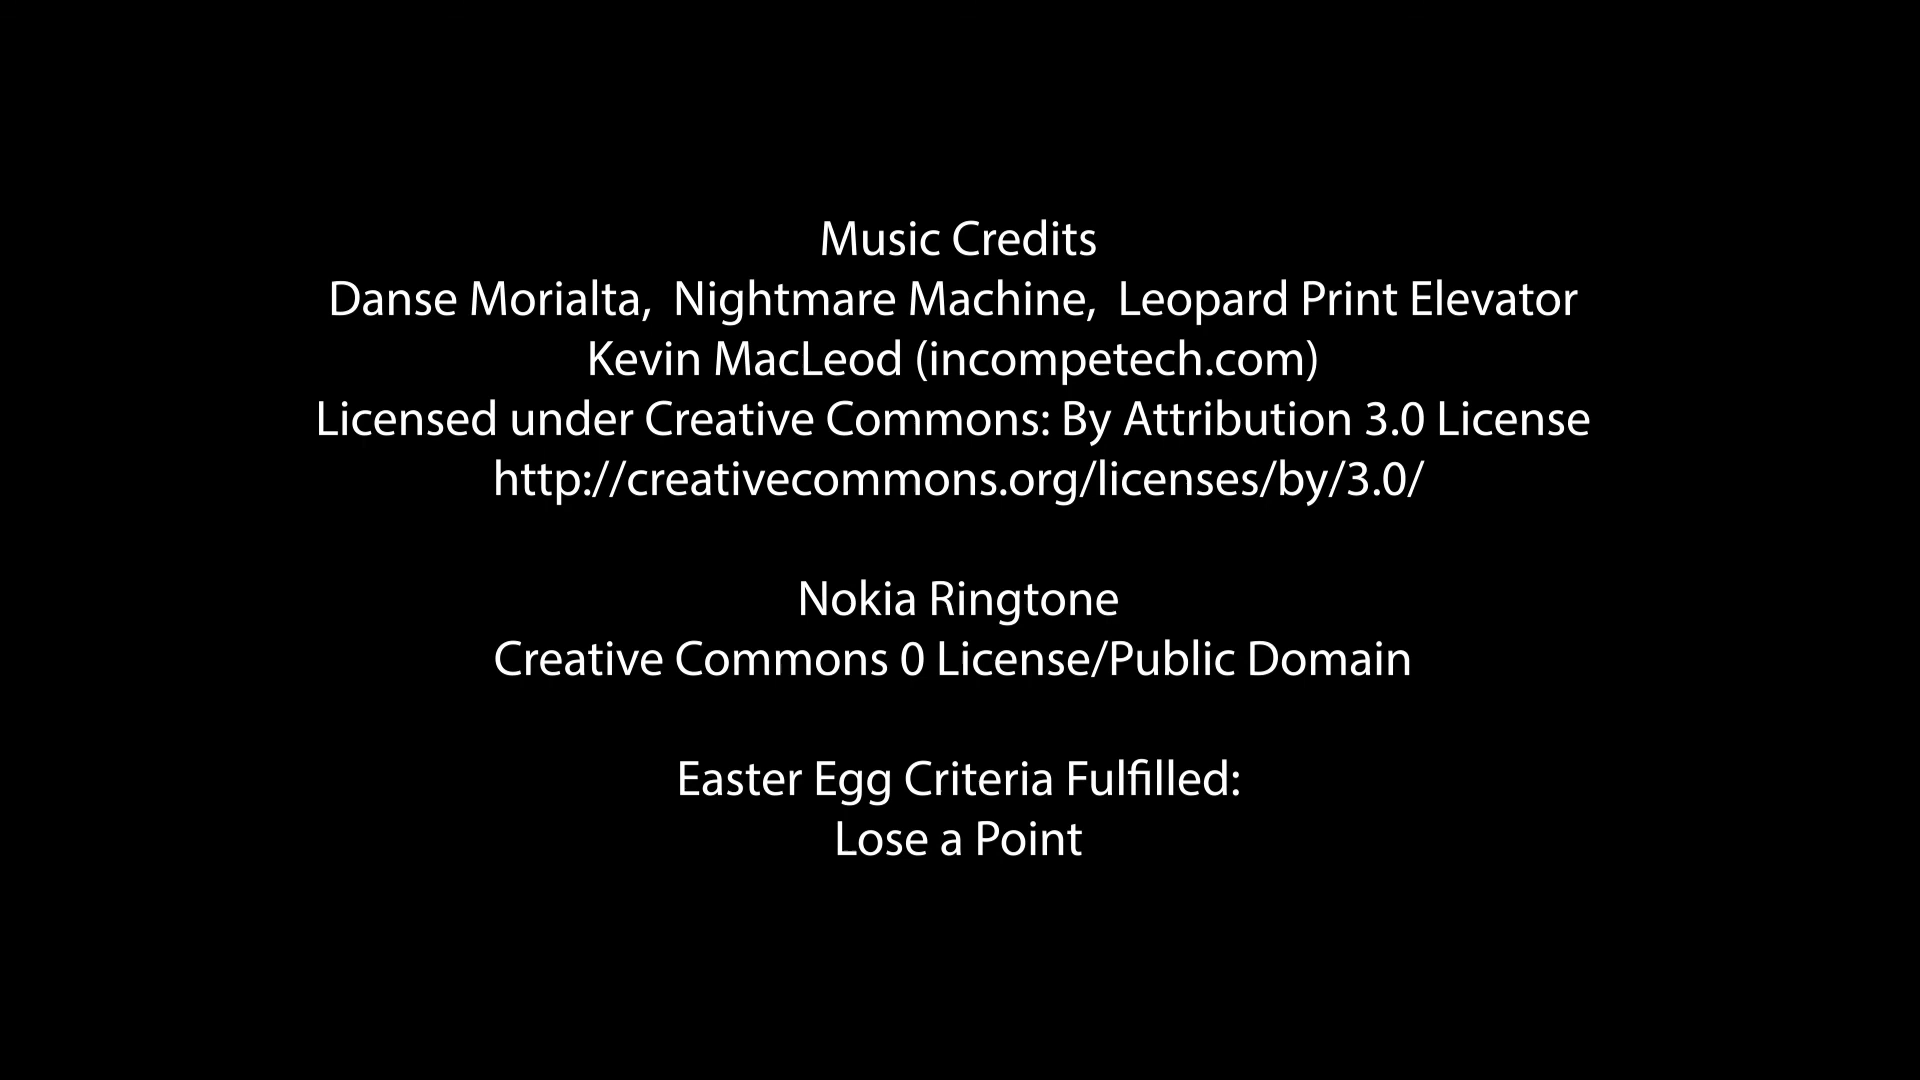 Music Credits
Danse Morialta,  Nightmare Machine,  Leopard Print Elevator
Kevin MacLeod (incompetech.com)
Licensed under Creative Commons: By Attribution 3.0 License
http://creativecommons.org/licenses/by/3.0/
Nokia Ringtone
Creative Commons 0 License/Public Domain
Easter Egg Criteria Fulfilled:
Lose a Point